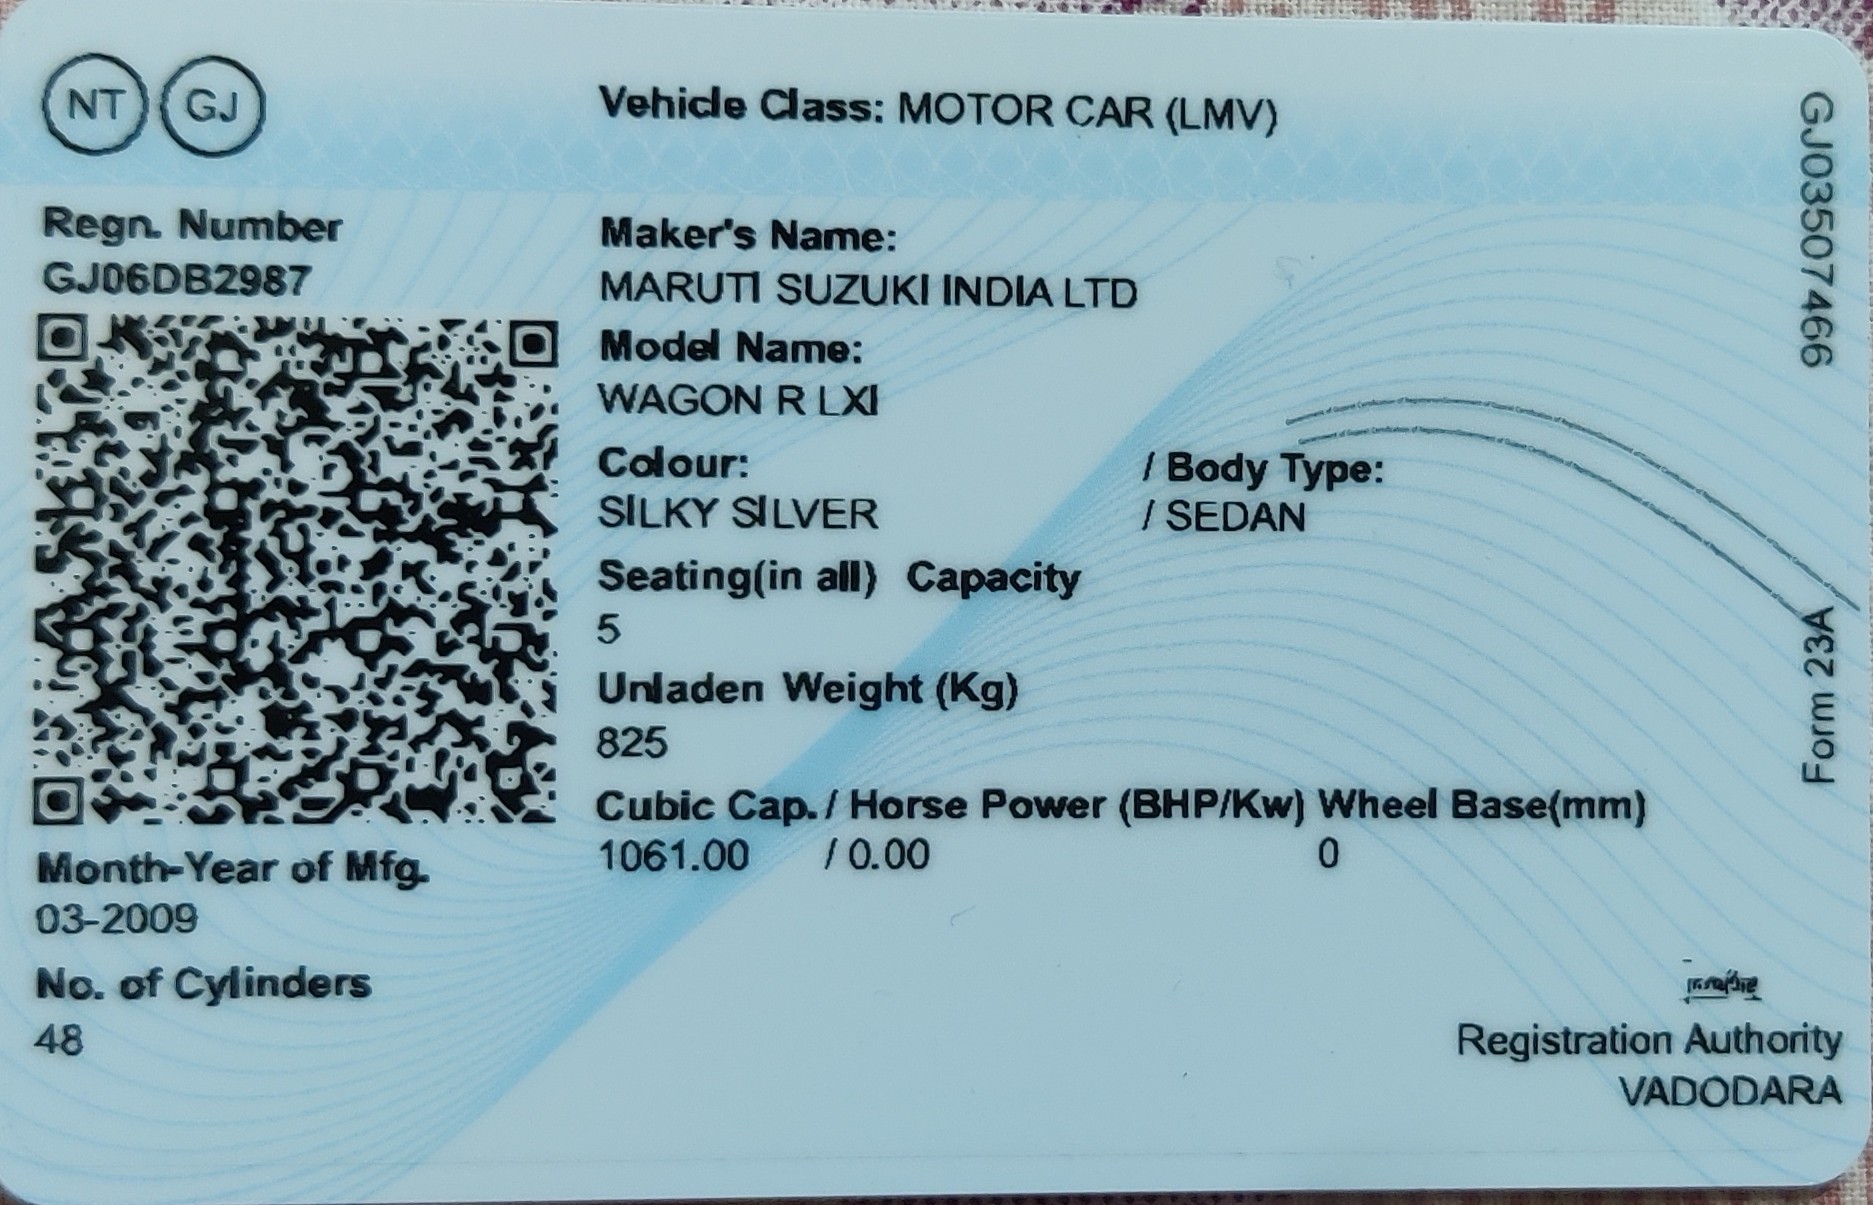 NT GJ
Vehicle Class: MOTOR CAR (LMV)
GJ03507466
Regn. Number
GJ06DB2987
Maker's Name:
MARUTI SUZUKI INDIA LTD
Model Name:
WAGON R LXI
Colour: / Body Type:
SILKY SILVER / SEDAN
Seating(in all) Capacity
5
Unladen Weight (Kg)
825
Cubic Cap. / Horse Power (BHP/Kw) Wheel Base(mm)
1061.00 / 0.00 0
Form 23A
Month-Year of Mfg.
03-2009
No. of Cylinders
48
Registration Authority
VADODARA